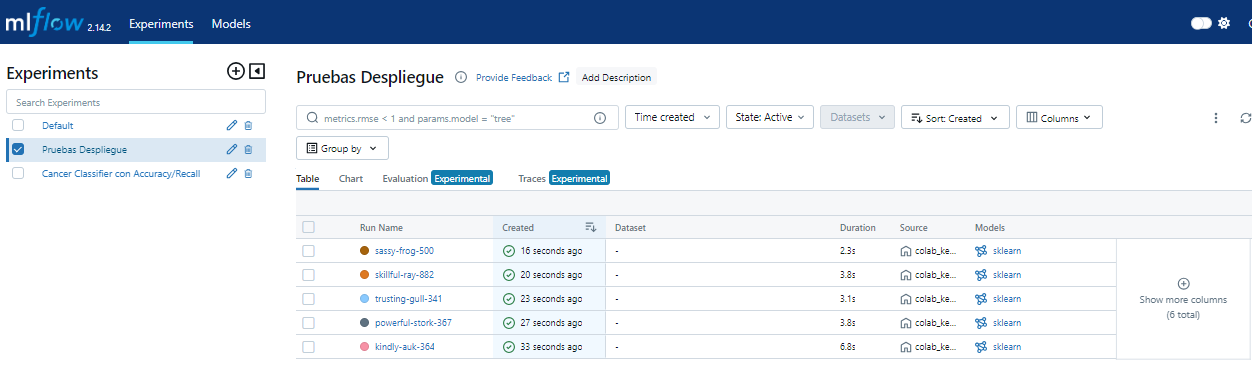 mlflow 2.14.2 Experiments Models
Experiments
Search Experiments
Default
Pruebas Despliegue
Cancer Classifier con Accuracy/Recall
Pruebas Despliegue Provide Feedback Add Description
metrics.rmse < 1 and params.model = "tree" Time created State: Active Datasets Sort: Created Columns
Group by
Table Chart Evaluation Experimental Traces Experimental
Run Name Created Dataset Duration Source Models
sassy-frog-500 16 seconds ago - 2.3s colab_ke... sklearn
skillful-ray-882 20 seconds ago - 3.8s colab_ke... sklearn
trusting-gull-341 23 seconds ago - 3.1s colab_ke... sklearn
powerful-stork-367 27 seconds ago - 3.8s colab_ke... sklearn
kindly-auk-364 33 seconds ago - 6.8s colab_ke... sklearn
Show more columns
(6 total)